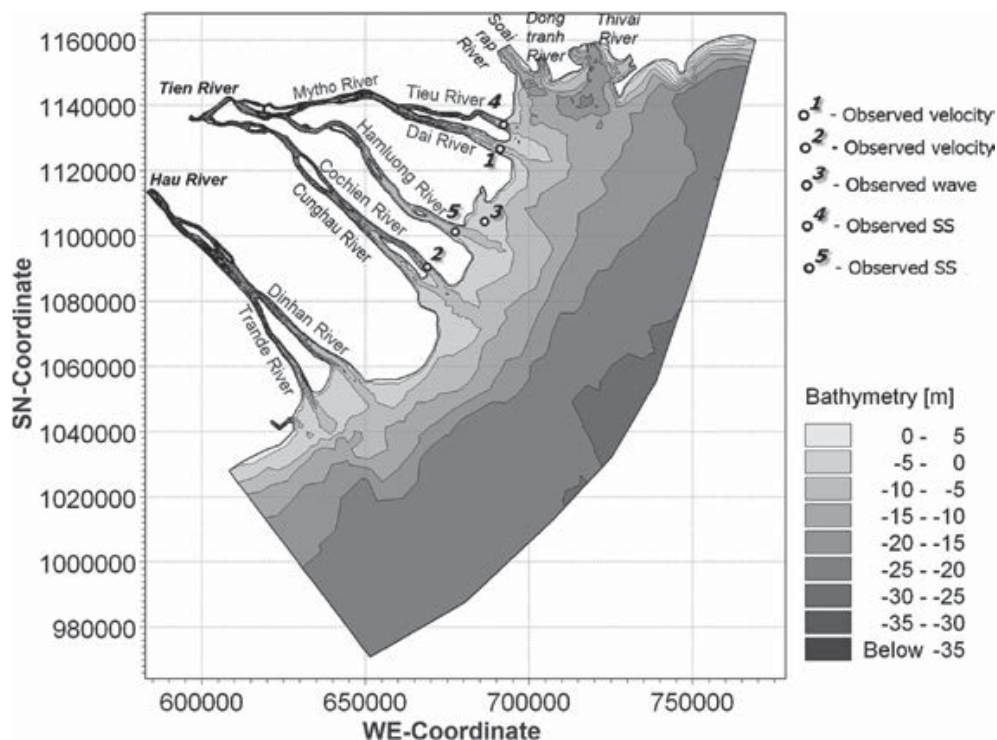 1160000
1140000
1120000
1100000
1080000
1060000
1040000
1020000
1000000
980000
SN-Coordinate
600000 650000 700000 750000
WE-Coordinate
Soai
rap
River
Dong
tranh
River
Thivai
River
Tien River
Mytho River
Tieu River
4
Dai River
1
Hamluong River
5
3
Cochien River
2
Cunghau River
Hau River
Dinhan River
Trande River
1 - Observed velocity
2 - Observed velocity
3 - Observed wave
4 - Observed SS
5 - Observed SS
Bathymetry [m]
0 - 5
-5 - 0
-10 - -5
-15 - -10
-20 - -15
-25 - -20
-30 - -25
-35 - -30
Below -35